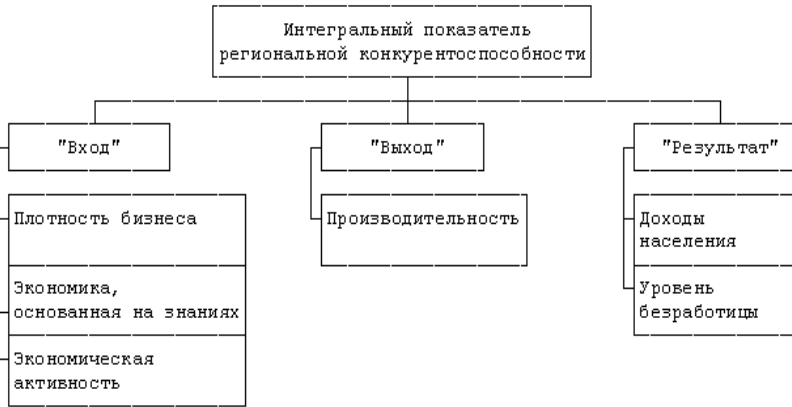 Интегральный показатель
региональной конкурентоспособности
"Вход"
Плотность бизнеса
Экономика,
основанная на знаниях
Экономическая
активность
"Выход"
Производительность
"Результат"
Доходы
населения
Уровень
безработицы